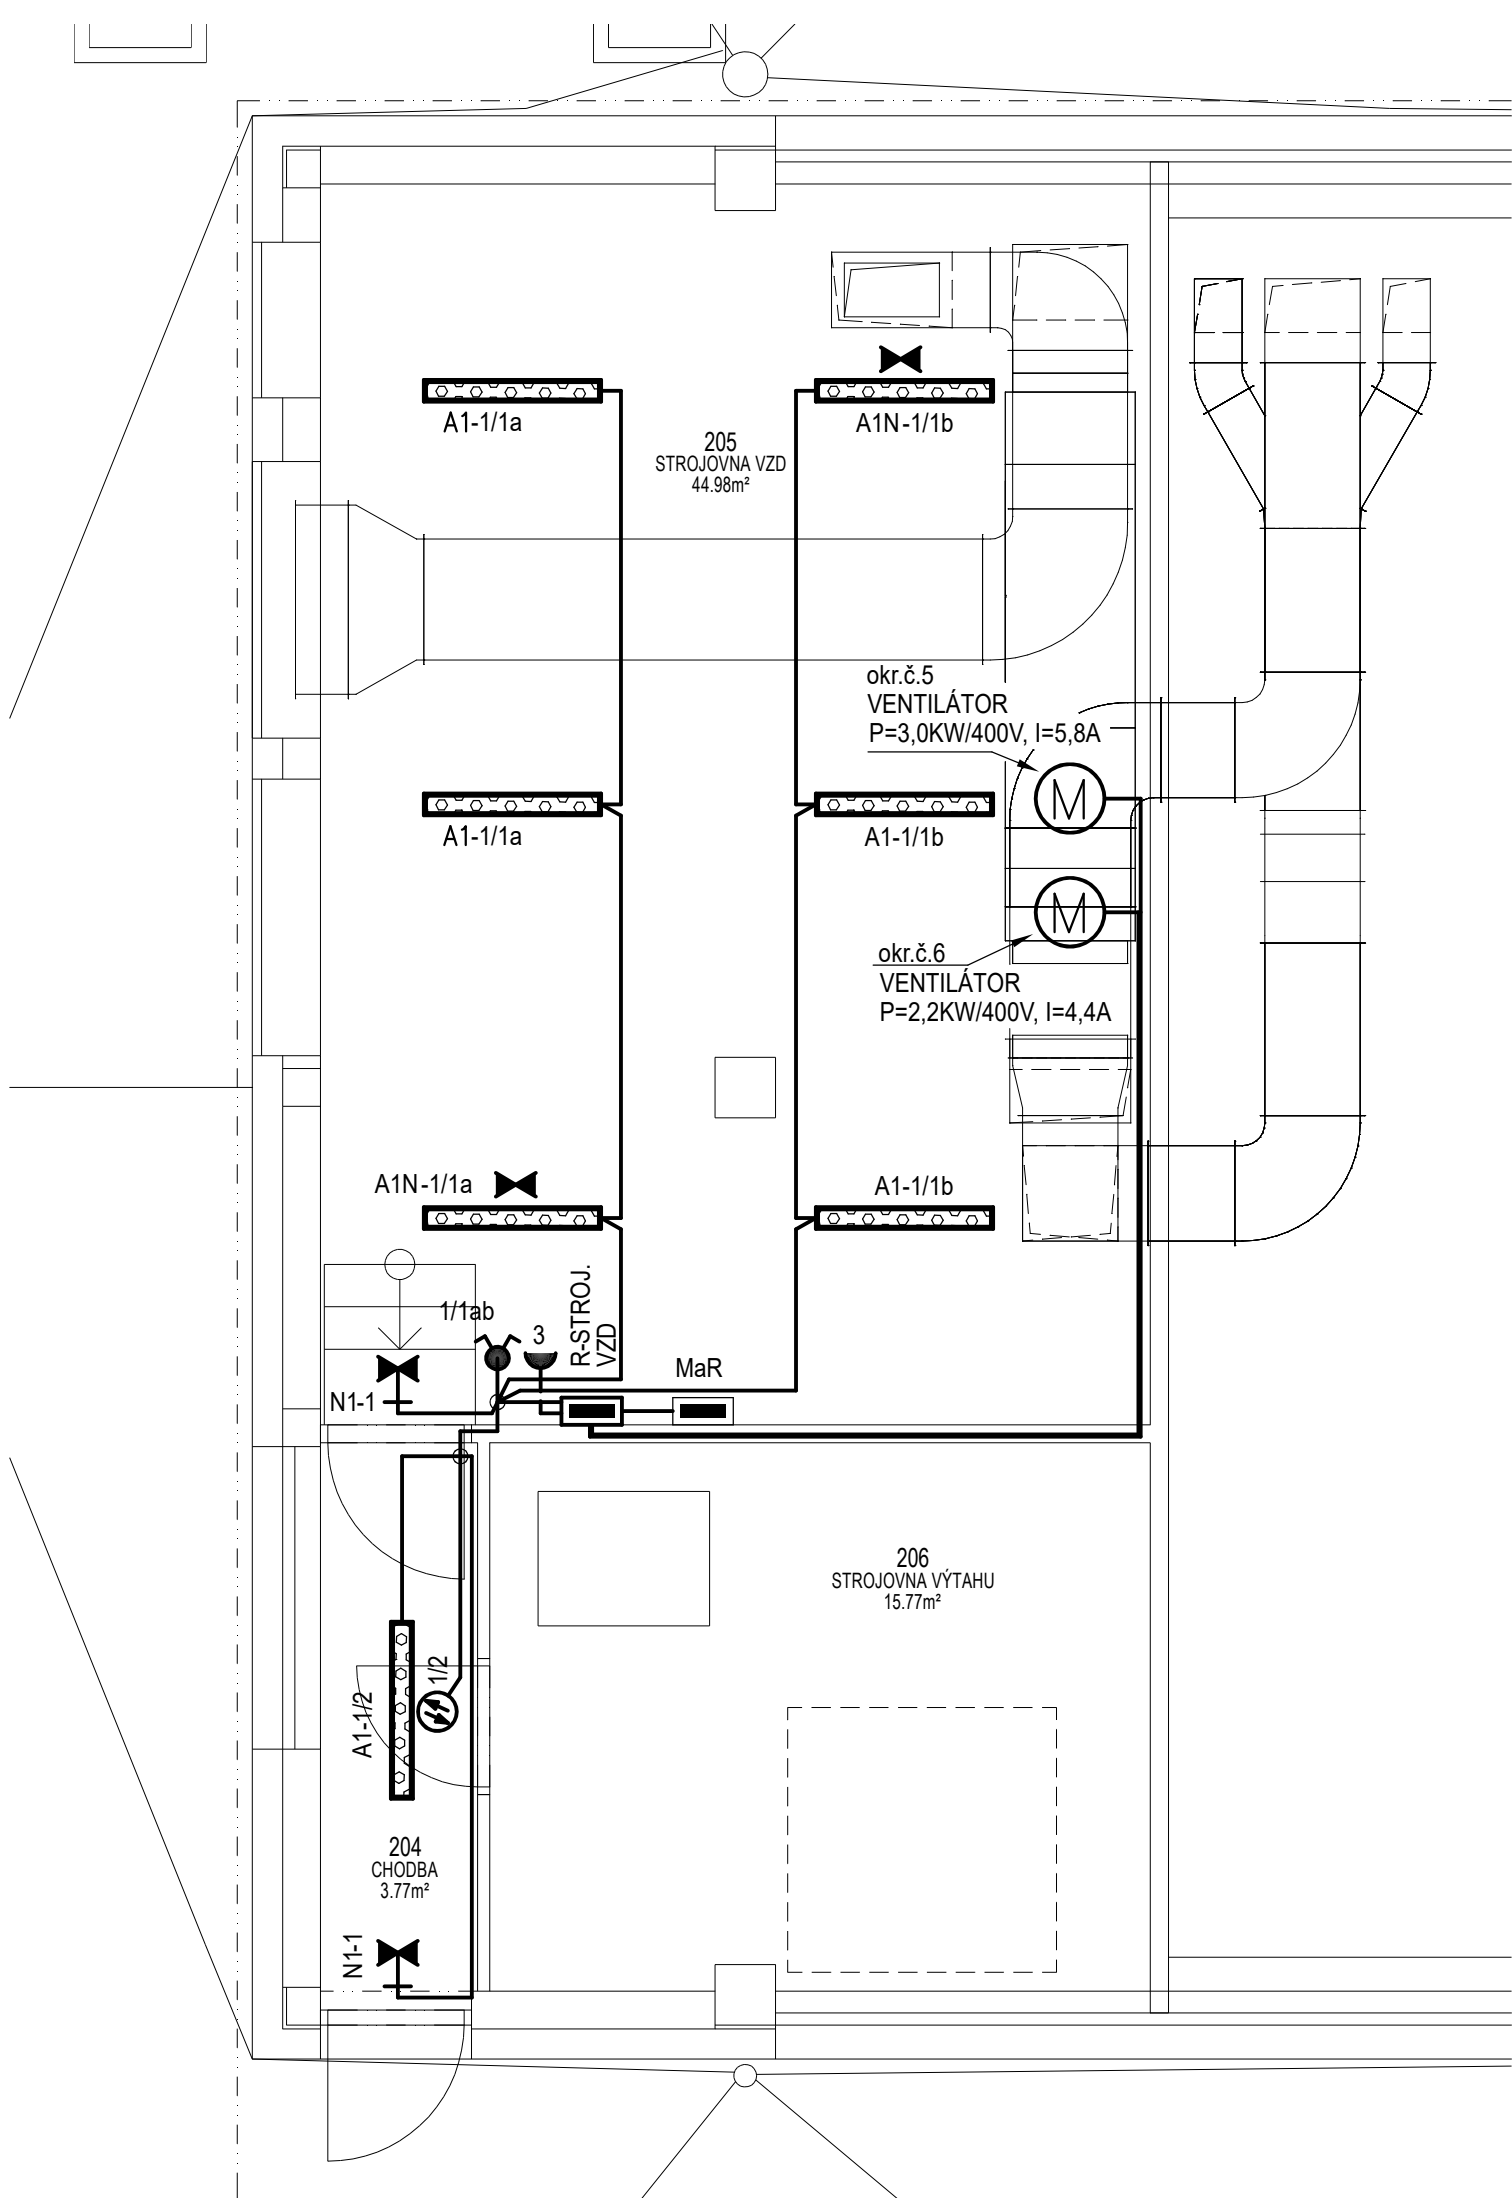 A1-1/1a
A1N-1/1b
205
STROJOVNA VZD
44.98m²
okr.č.5
VENTILÁTOR
P=3,0KW/400V, I=5,8A
M
A1-1/1a
A1-1/1b
M
okr.č.6
VENTILÁTOR
P=2,2KW/400V, I=4,4A
A1N-1/1a
A1-1/1b
1/1ab
3
R-STROJ.
VZD
MaR
N1-1
206
STROJOVNA VÝTAHU
15.77m²
1/2
A1-1/2
204
CHODBA
3.77m²
N1-1